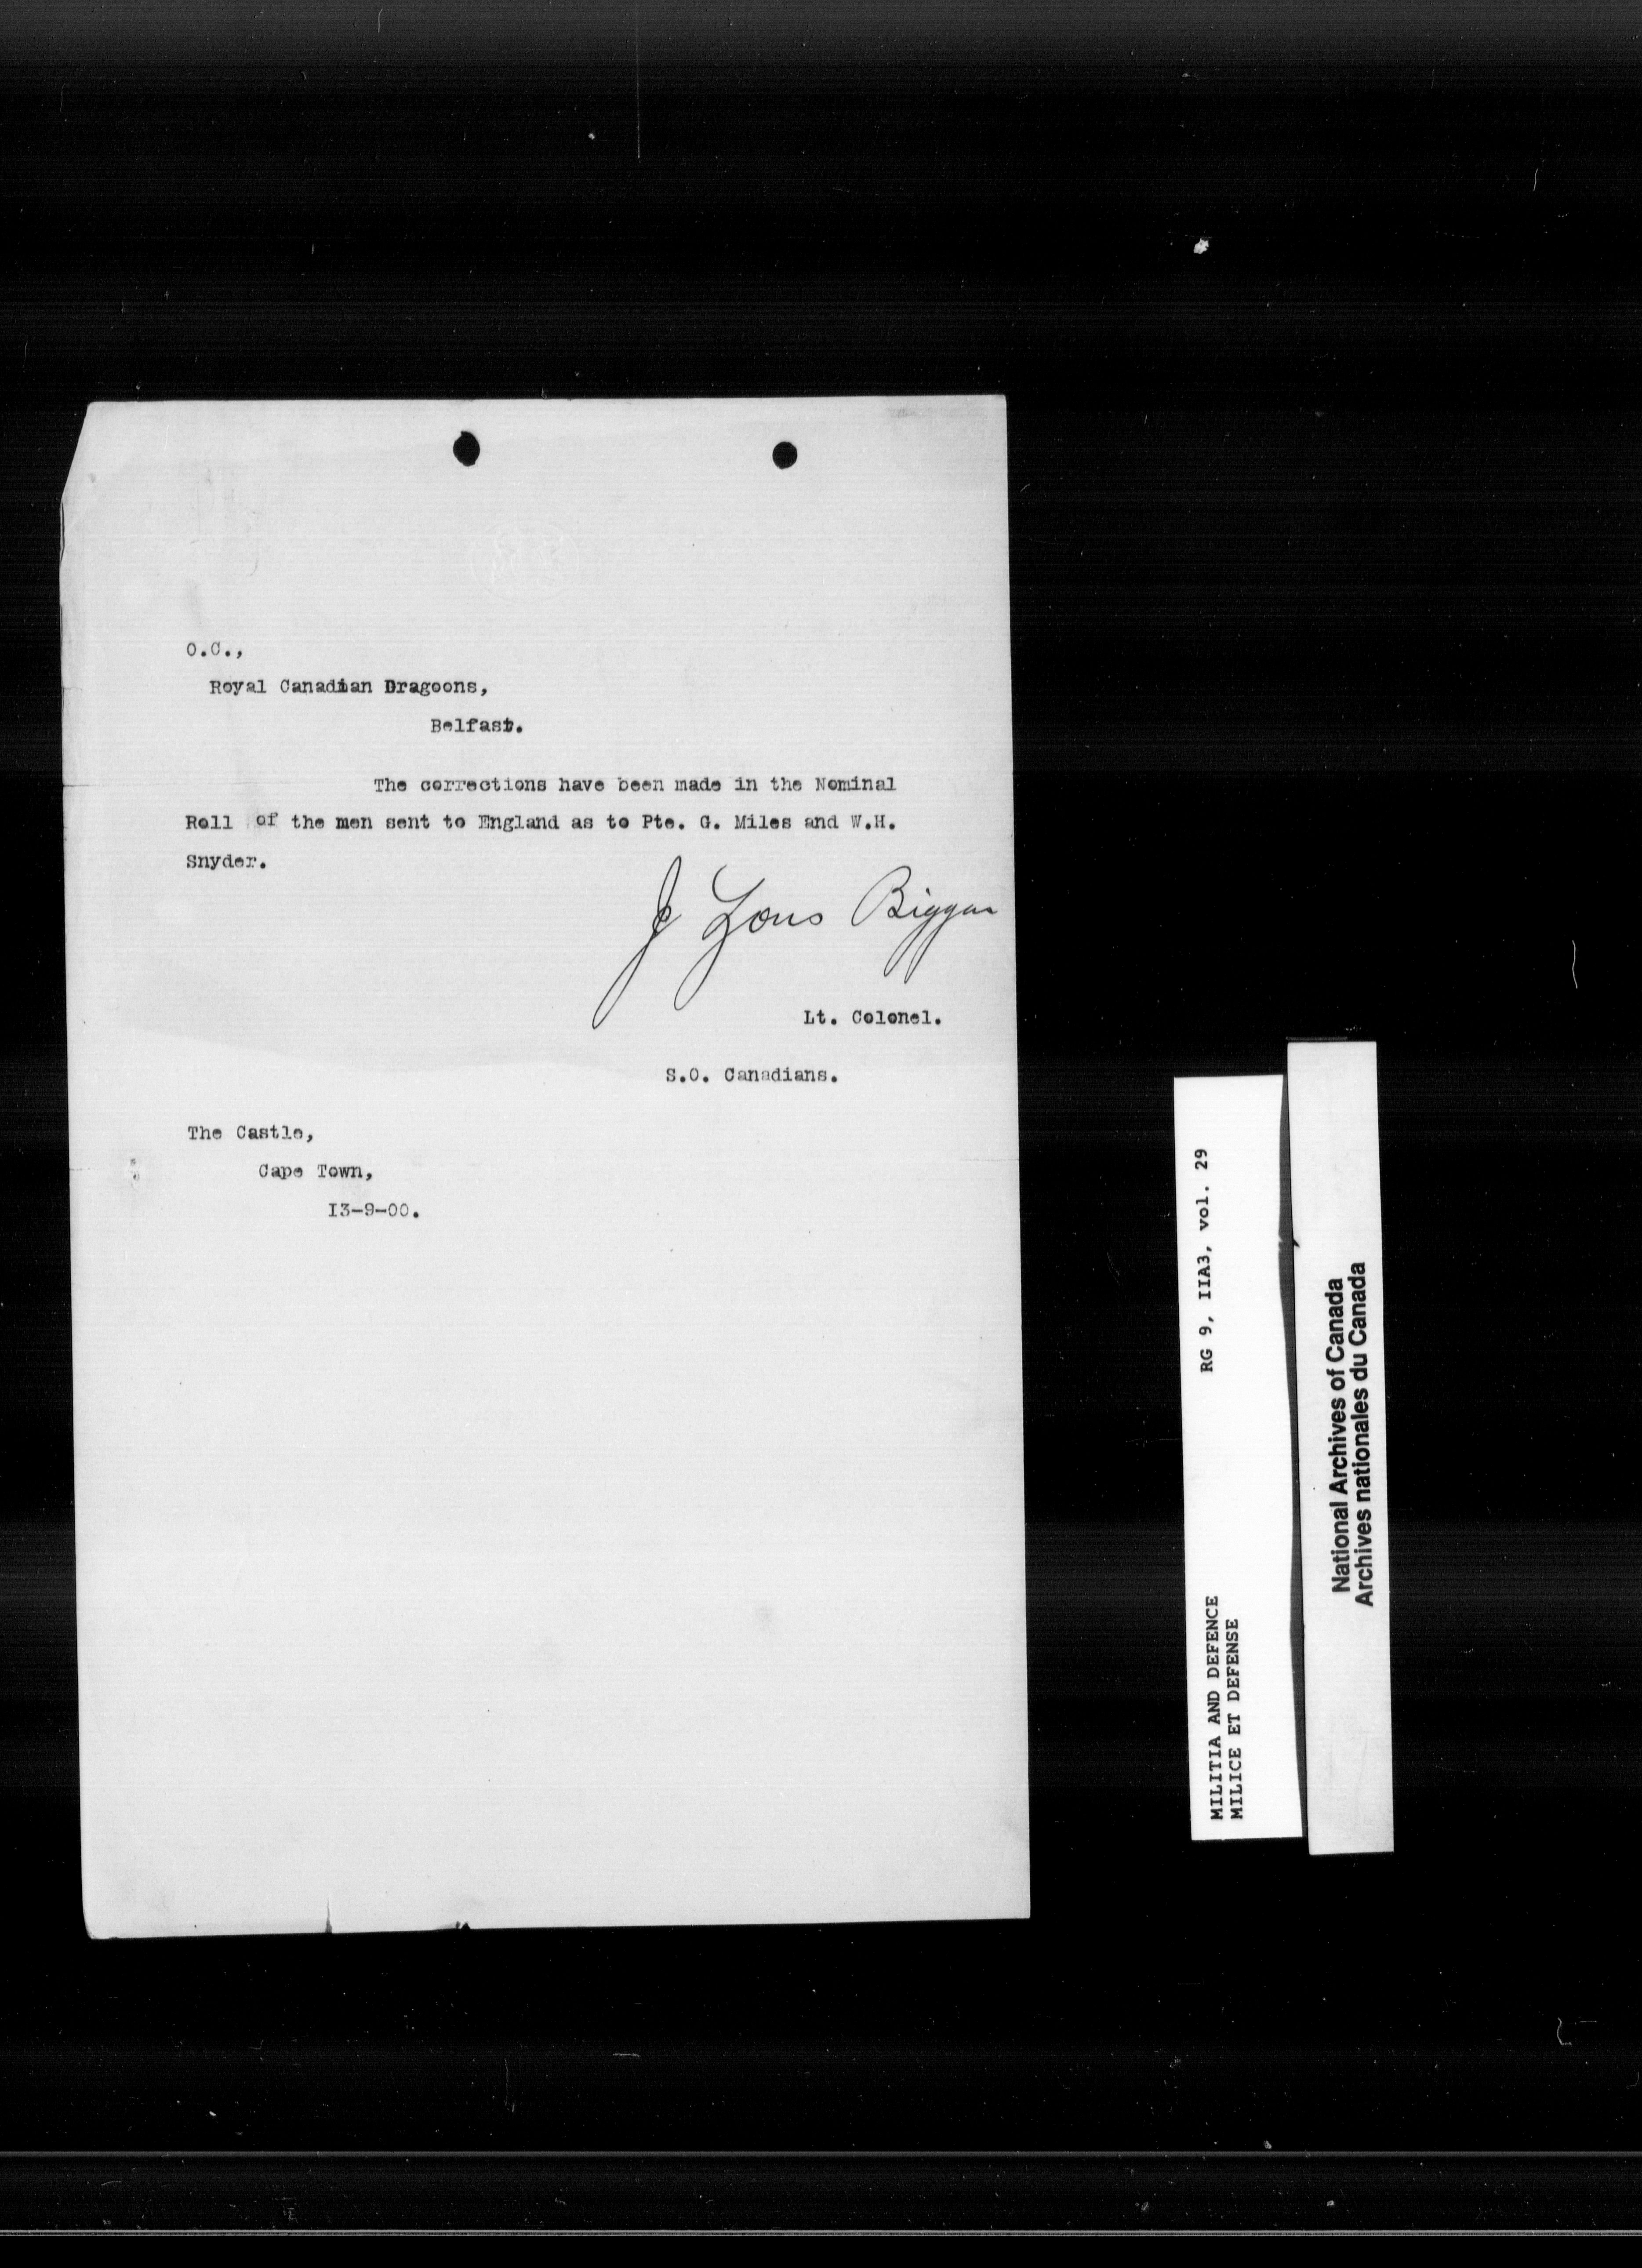 O.C.,
Royal Canadian Dragoons,
Belfast.
The corrections have been made in the Nominal
Roll of the men sent to England as to Pte. G. Miles and W.H.
Snyder.
J Lons Biggar
Lt. Colonel.
S.O. Canadians.
The Castle,
Cape Town,
I3-9-00.
MILITIA AND DEFENCE RG 9, IIA3, vol. 29
MILICE ET DEFENSE
National Archives of Canada
Archives nationales du Canada